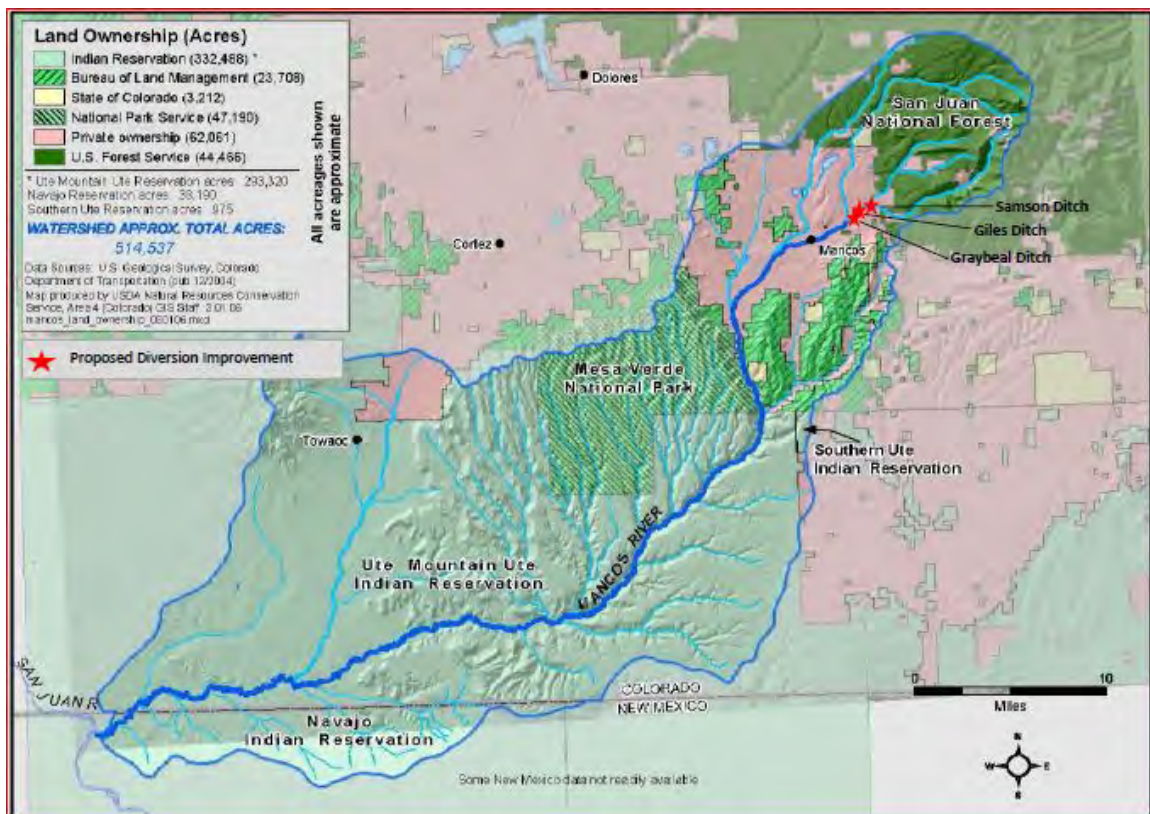 Land Ownership (Acres)
Indian Reservation (332,488) *
Bureau of Land Management (23,708)
State of Colorado (3,212)
National Park Service (47,190)
Private ownership (62,061)
U.S. Forest Service (44,466)
All acreages shown
are approximate
* Ute Mountain Ute Reservation acres: 293,320
Navajo Reservation acres: 38,190
Southern Ute Reservation acres: 975
WATERSHED APPROX. TOTAL ACRES:
514,537
Data Sources: U.S. Geological Survey, Colorado
Department of Transportation (pub 12/2004)
Map produced by USDA Natural Resources Conservation
Service, Area 4 (Colorado) GIS Staff
mancos_land_ownership_060106.mxd
Proposed Diversion Improvement
Dolores
San Juan
National Forest
Samson Ditch
Giles Ditch
Graybeal Ditch
Cortez
Mancos
Mesa Verde
National Park
Towaoc
Southern Ute
Indian Reservation
MANCOS RIVER
Ute Mountain Ute
Indian Reservation
SAN JUAN R
COLORADO
NEW MEXICO
0 10
Miles
Navajo
Indian Reservation
Some New Mexico data not readily available
N
W E
S